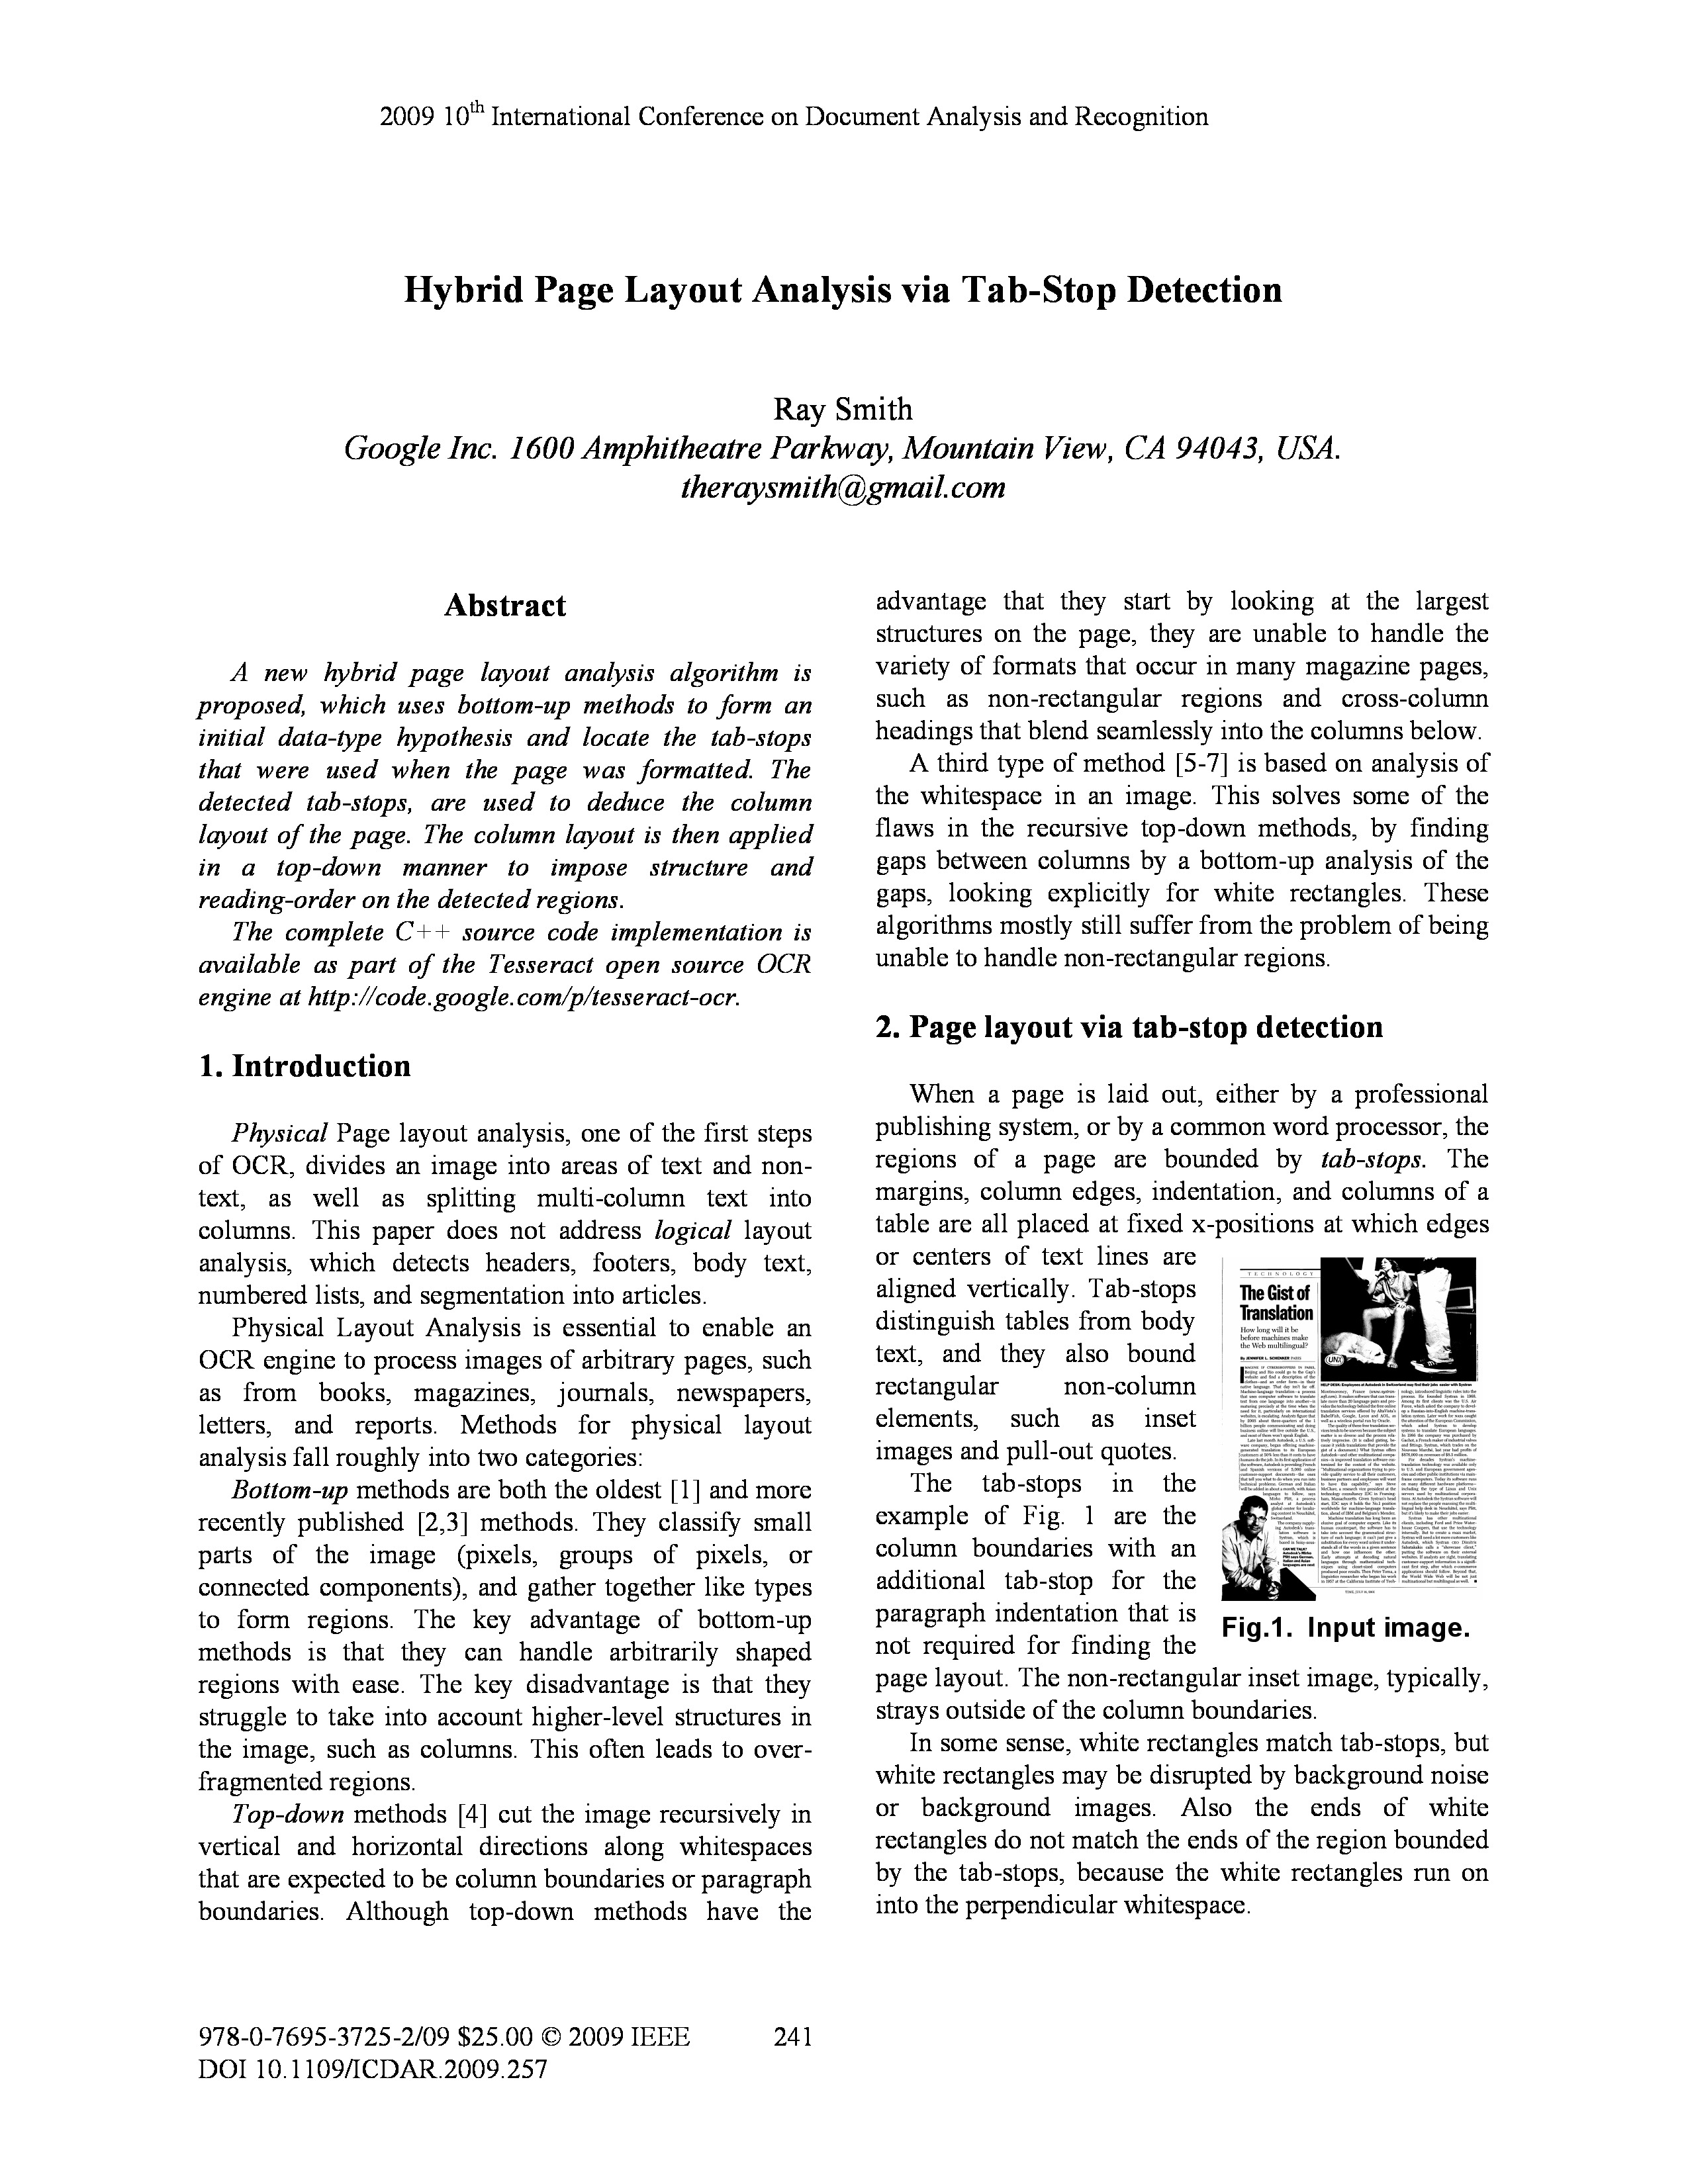 2009 10th International Conference on Document Analysis and Recognition
Hybrid Page Layout Analysis via Tab-Stop Detection
Ray Smith
Google Inc. 1600 Amphitheatre Parkway, Mountain View, CA 94043, USA.
theraysmith@gmail.com
Abstract
A new hybrid page layout analysis algorithm is
proposed, which uses bottom-up methods to form an
initial data-type hypothesis and locate the tab-stops
that were used when the page was formatted. The
detected tab-stops, are used to deduce the column
layout of the page. The column layout is then applied
in a top-down manner to impose structure and
reading-order on the detected regions.
The complete C++ source code implementation is
available as part of the Tesseract open source OCR
engine at http://code.google.com/p/tesseract-ocr.
1. Introduction
Physical Page layout analysis, one of the first steps
of OCR, divides an image into areas of text and non-
text, as well as splitting multi-column text into
columns. This paper does not address logical layout
analysis, which detects headers, footers, body text,
numbered lists, and segmentation into articles.
Physical Layout Analysis is essential to enable an
OCR engine to process images of arbitrary pages, such
as from books, magazines, journals, newspapers,
letters, and reports. Methods for physical layout
analysis fall roughly into two categories:
Bottom-up methods are both the oldest [1] and more
recently published [2,3] methods. They classify small
parts of the image (pixels, groups of pixels, or
connected components), and gather together like types
to form regions. The key advantage of bottom-up
methods is that they can handle arbitrarily shaped
regions with ease. The key disadvantage is that they
struggle to take into account higher-level structures in
the image, such as columns. This often leads to over-
fragmented regions.
Top-down methods [4] cut the image recursively in
vertical and horizontal directions along whitespaces
that are expected to be column boundaries or paragraph
boundaries. Although top-down methods have the
advantage that they start by looking at the largest
structures on the page, they are unable to handle the
variety of formats that occur in many magazine pages,
such as non-rectangular regions and cross-column
headings that blend seamlessly into the columns below.
A third type of method [5-7] is based on analysis of
the whitespace in an image. This solves some of the
flaws in the recursive top-down methods, by finding
gaps between columns by a bottom-up analysis of the
gaps, looking explicitly for white rectangles. These
algorithms mostly still suffer from the problem of being
unable to handle non-rectangular regions.
2. Page layout via tab-stop detection
When a page is laid out, either by a professional
publishing system, or by a common word processor, the
regions of a page are bounded by tab-stops. The
margins, column edges, indentation, and columns of a
table are all placed at fixed x-positions at which edges
or centers of text lines are
aligned vertically. Tab-stops
distinguish tables from body
text, and they also bound
rectangular non-column
elements, such as inset
images and pull-out quotes.
The tab-stops in the
example of Fig. 1 are the
column boundaries with an
additional tab-stop for the
paragraph indentation that is
not required for finding the
TECHNOLOGY
The Gist of
Translation
How long will it be
before machines make
the Web multilingual?
By JENNIFER L. SCHENKER PARIS
Fig.1. Input image.
page layout. The non-rectangular inset image, typically,
strays outside of the column boundaries.
In some sense, white rectangles match tab-stops, but
white rectangles may be disrupted by background noise
or background images. Also the ends of white
rectangles do not match the ends of the region bounded
by the tab-stops, because the white rectangles run on
into the perpendicular whitespace.
978-0-7695-3725-2/09 $25.00 © 2009 IEEE
DOI 10.1109/ICDAR.2009.257
241